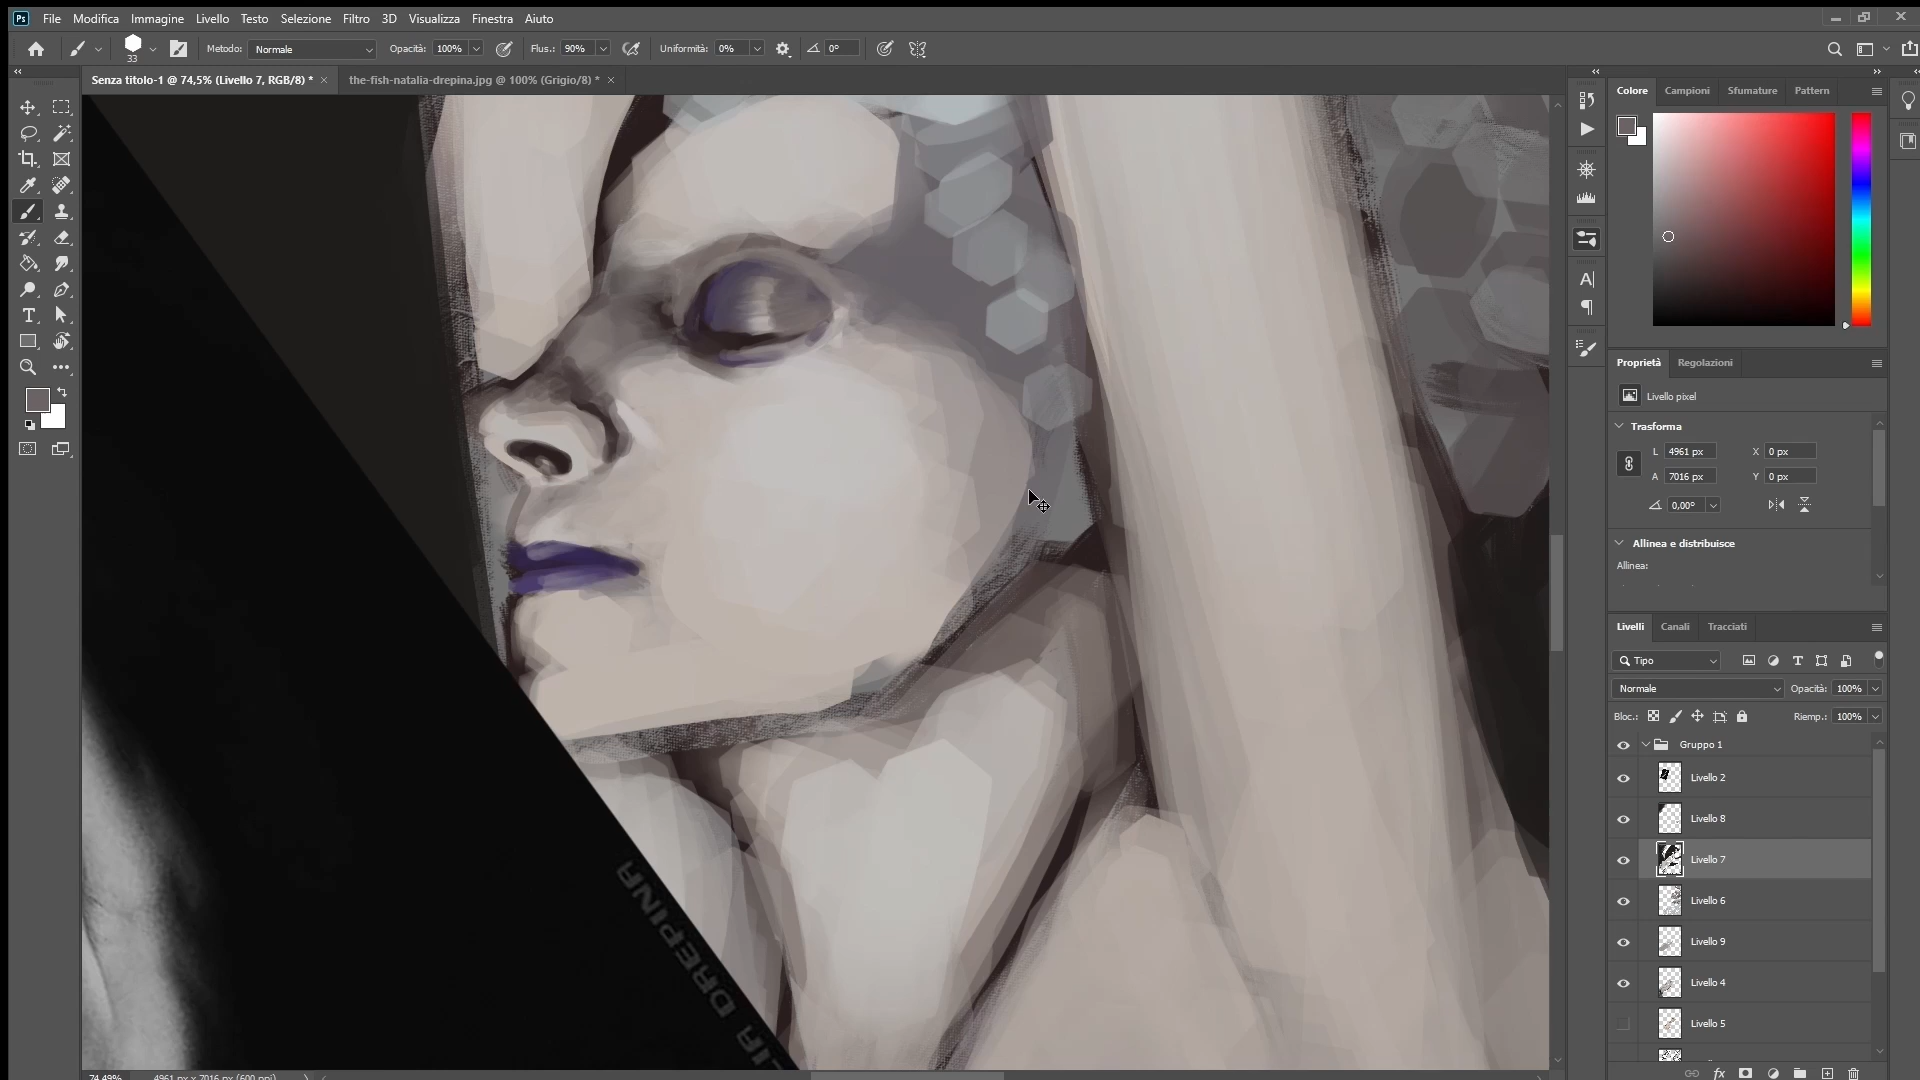 Ps File Modifica Immagine Livello Testo Selezione Filtro 3D Visualizza Finestra Aiuto
33 Metodo: Normale Opacità: 100% Flus.: 90% Uniformità: 0% 0°
Senza titolo-1 @ 74,5% (Livello 7, RGB/8) * × the-fish-natalia-drepina.jpg @ 100% (Grigio/8) * ×
Colore Campioni Sfumature Pattern
Proprietà Regolazioni
Livello pixel
Trasforma
L 4961 px X 0 px
A 7016 px Y 0 px
0,00°
Allinea e distribuisce
Allinea:
Livelli Canali Tracciati
Tipo
Normale Opacità: 100%
Bloc.: Riemp.: 100%
Gruppo 1
Livello 2
Livello 8
Livello 7
Livello 6
Livello 9
Livello 4
Livello 5
fx
DREPINA
74,49% 4961 px x 7016 px (600 ppi)